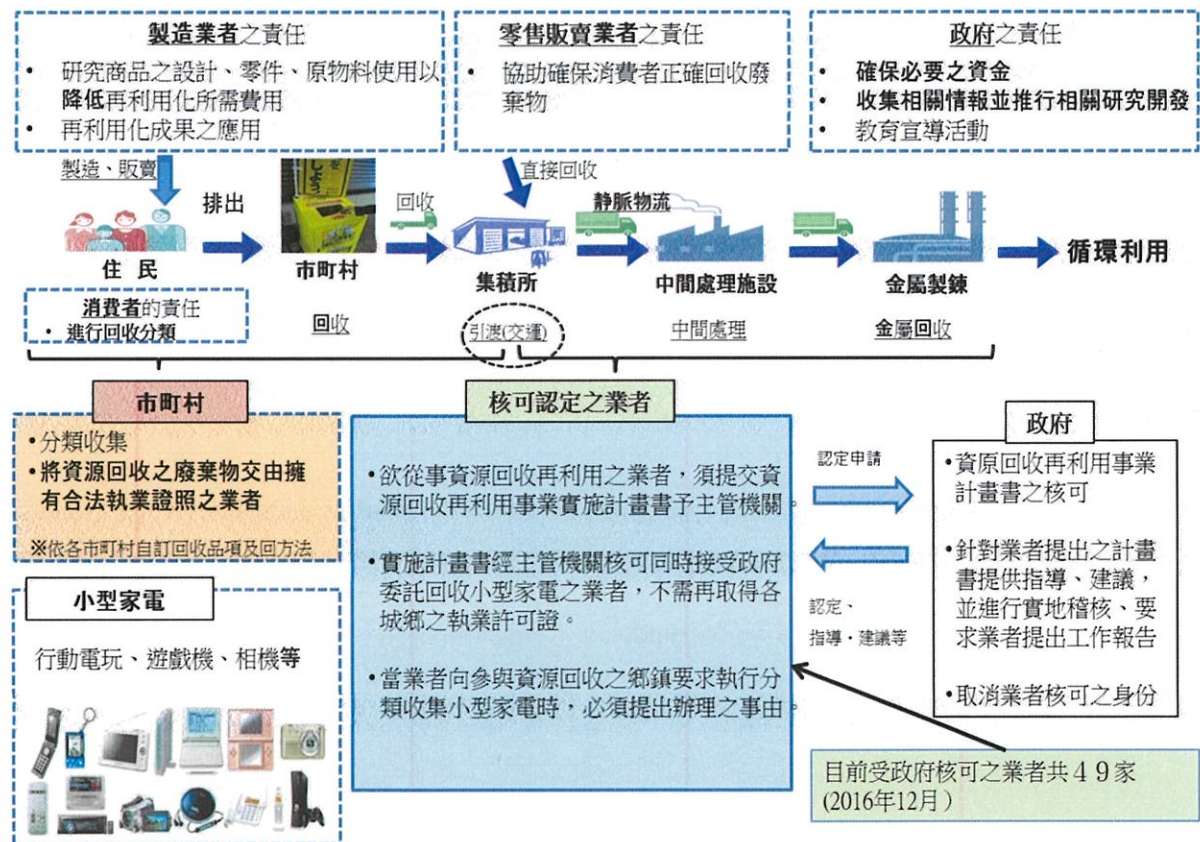 製造業者之責任
• 研究商品之設計、零件、原物料使用以
降低再利用化所需費用
• 再利用化成果之應用
零售販賣業者之責任
• 協助確保消費者正確回收廢
棄物
政府之責任
• 確保必要之資金
• 收集相關情報並推行相關研究開發
• 教育宣導活動
製造、販賣
排出
回收
直接回收
静脈物流
住 民
市町村
集積所
中間處理施設
金屬製錬
循環利用
消費者的責任
• 進行回收分類
回收
引渡(交運)
中間處理
金屬回收
市町村
•分類收集
•將資源回收之廢棄物交由擁
有合法執業證照之業者
※依各市町村自訂回收品項及回方法
小型家電
行動電玩、遊戲機、相機等
核可認定之業者
•欲從事資源回收再利用之業者，須提交資
源回收再利用事業實施計畫書予主管機關。
•實施計畫書經主管機關核可同時接受政府
委託回收小型家電之業者，不需再取得各
城鄉之執業許可證。
•當業者向參與資源回收之鄉鎮要求執行分
類收集小型家電時，必須提出辦理之事由。
認定申請
認定、
指導・建議等
政府
•資原回收再利用事業
計畫書之核可
•針對業者提出之計畫
書提供指導、建議，
並進行實地稽核、要
求業者提出工作報告
•取消業者核可之身份
目前受政府核可之業者共４９家
(2016年12月）